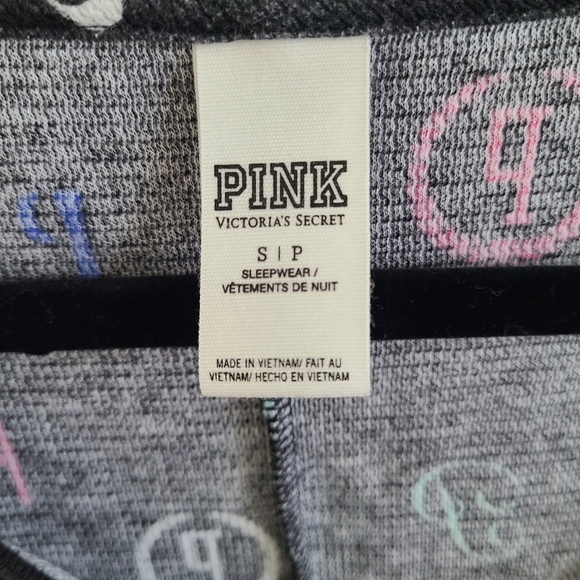 PINK
VICTORIA'S SECRET
S | P
SLEEPWEAR /
VÊTEMENTS DE NUIT
MADE IN VIETNAM/ FAIT AU
VIETNAM/ HECHO EN VIETNAM